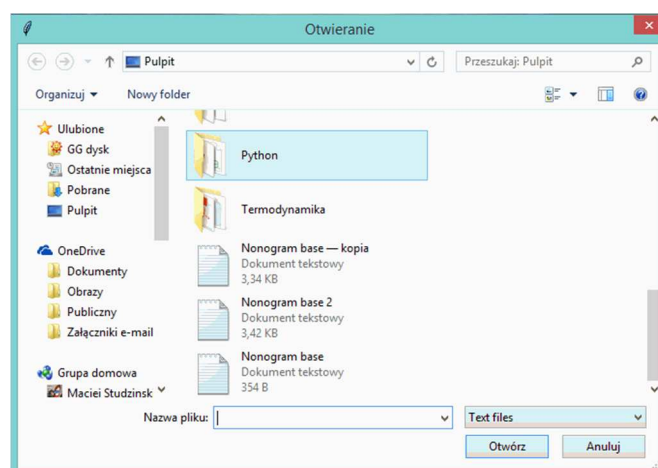 Otwieranie
Pulpit
Przeszukaj: Pulpit
Organizuj
Nowy folder
Ulubione
GG dysk
Ostatnie miejsca
Pobrane
Pulpit
OneDrive
Dokumenty
Obrazy
Publiczny
Załączniki e-mail
Grupa domowa
Maciei Studzinsk
Python
Termodynamika
Nonogram base — kopia
Dokument tekstowy
3,34 KB
Nonogram base 2
Dokument tekstowy
3,42 KB
Nonogram base
Dokument tekstowy
354 B
Nazwa pliku:
Text files
Otwórz
Anuluj